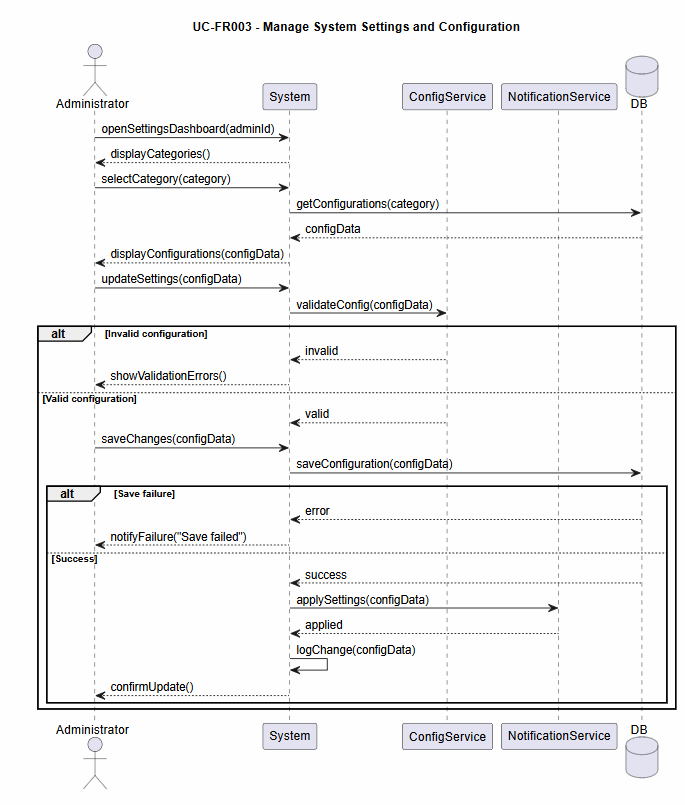 UC-FR003 - Manage System Settings and Configuration
Administrator
System
ConfigService
NotificationService
DB
openSettingsDashboard(adminId)
displayCategories()
selectCategory(category)
getConfigurations(category)
configData
displayConfigurations(configData)
updateSettings(configData)
validateConfig(configData)
alt
[Invalid configuration]
invalid
showValidationErrors()
[Valid configuration]
valid
saveChanges(configData)
saveConfiguration(configData)
alt
[Save failure]
error
notifyFailure("Save failed")
[Success]
success
applySettings(configData)
applied
logChange(configData)
confirmUpdate()
Administrator
System
ConfigService
NotificationService
DB